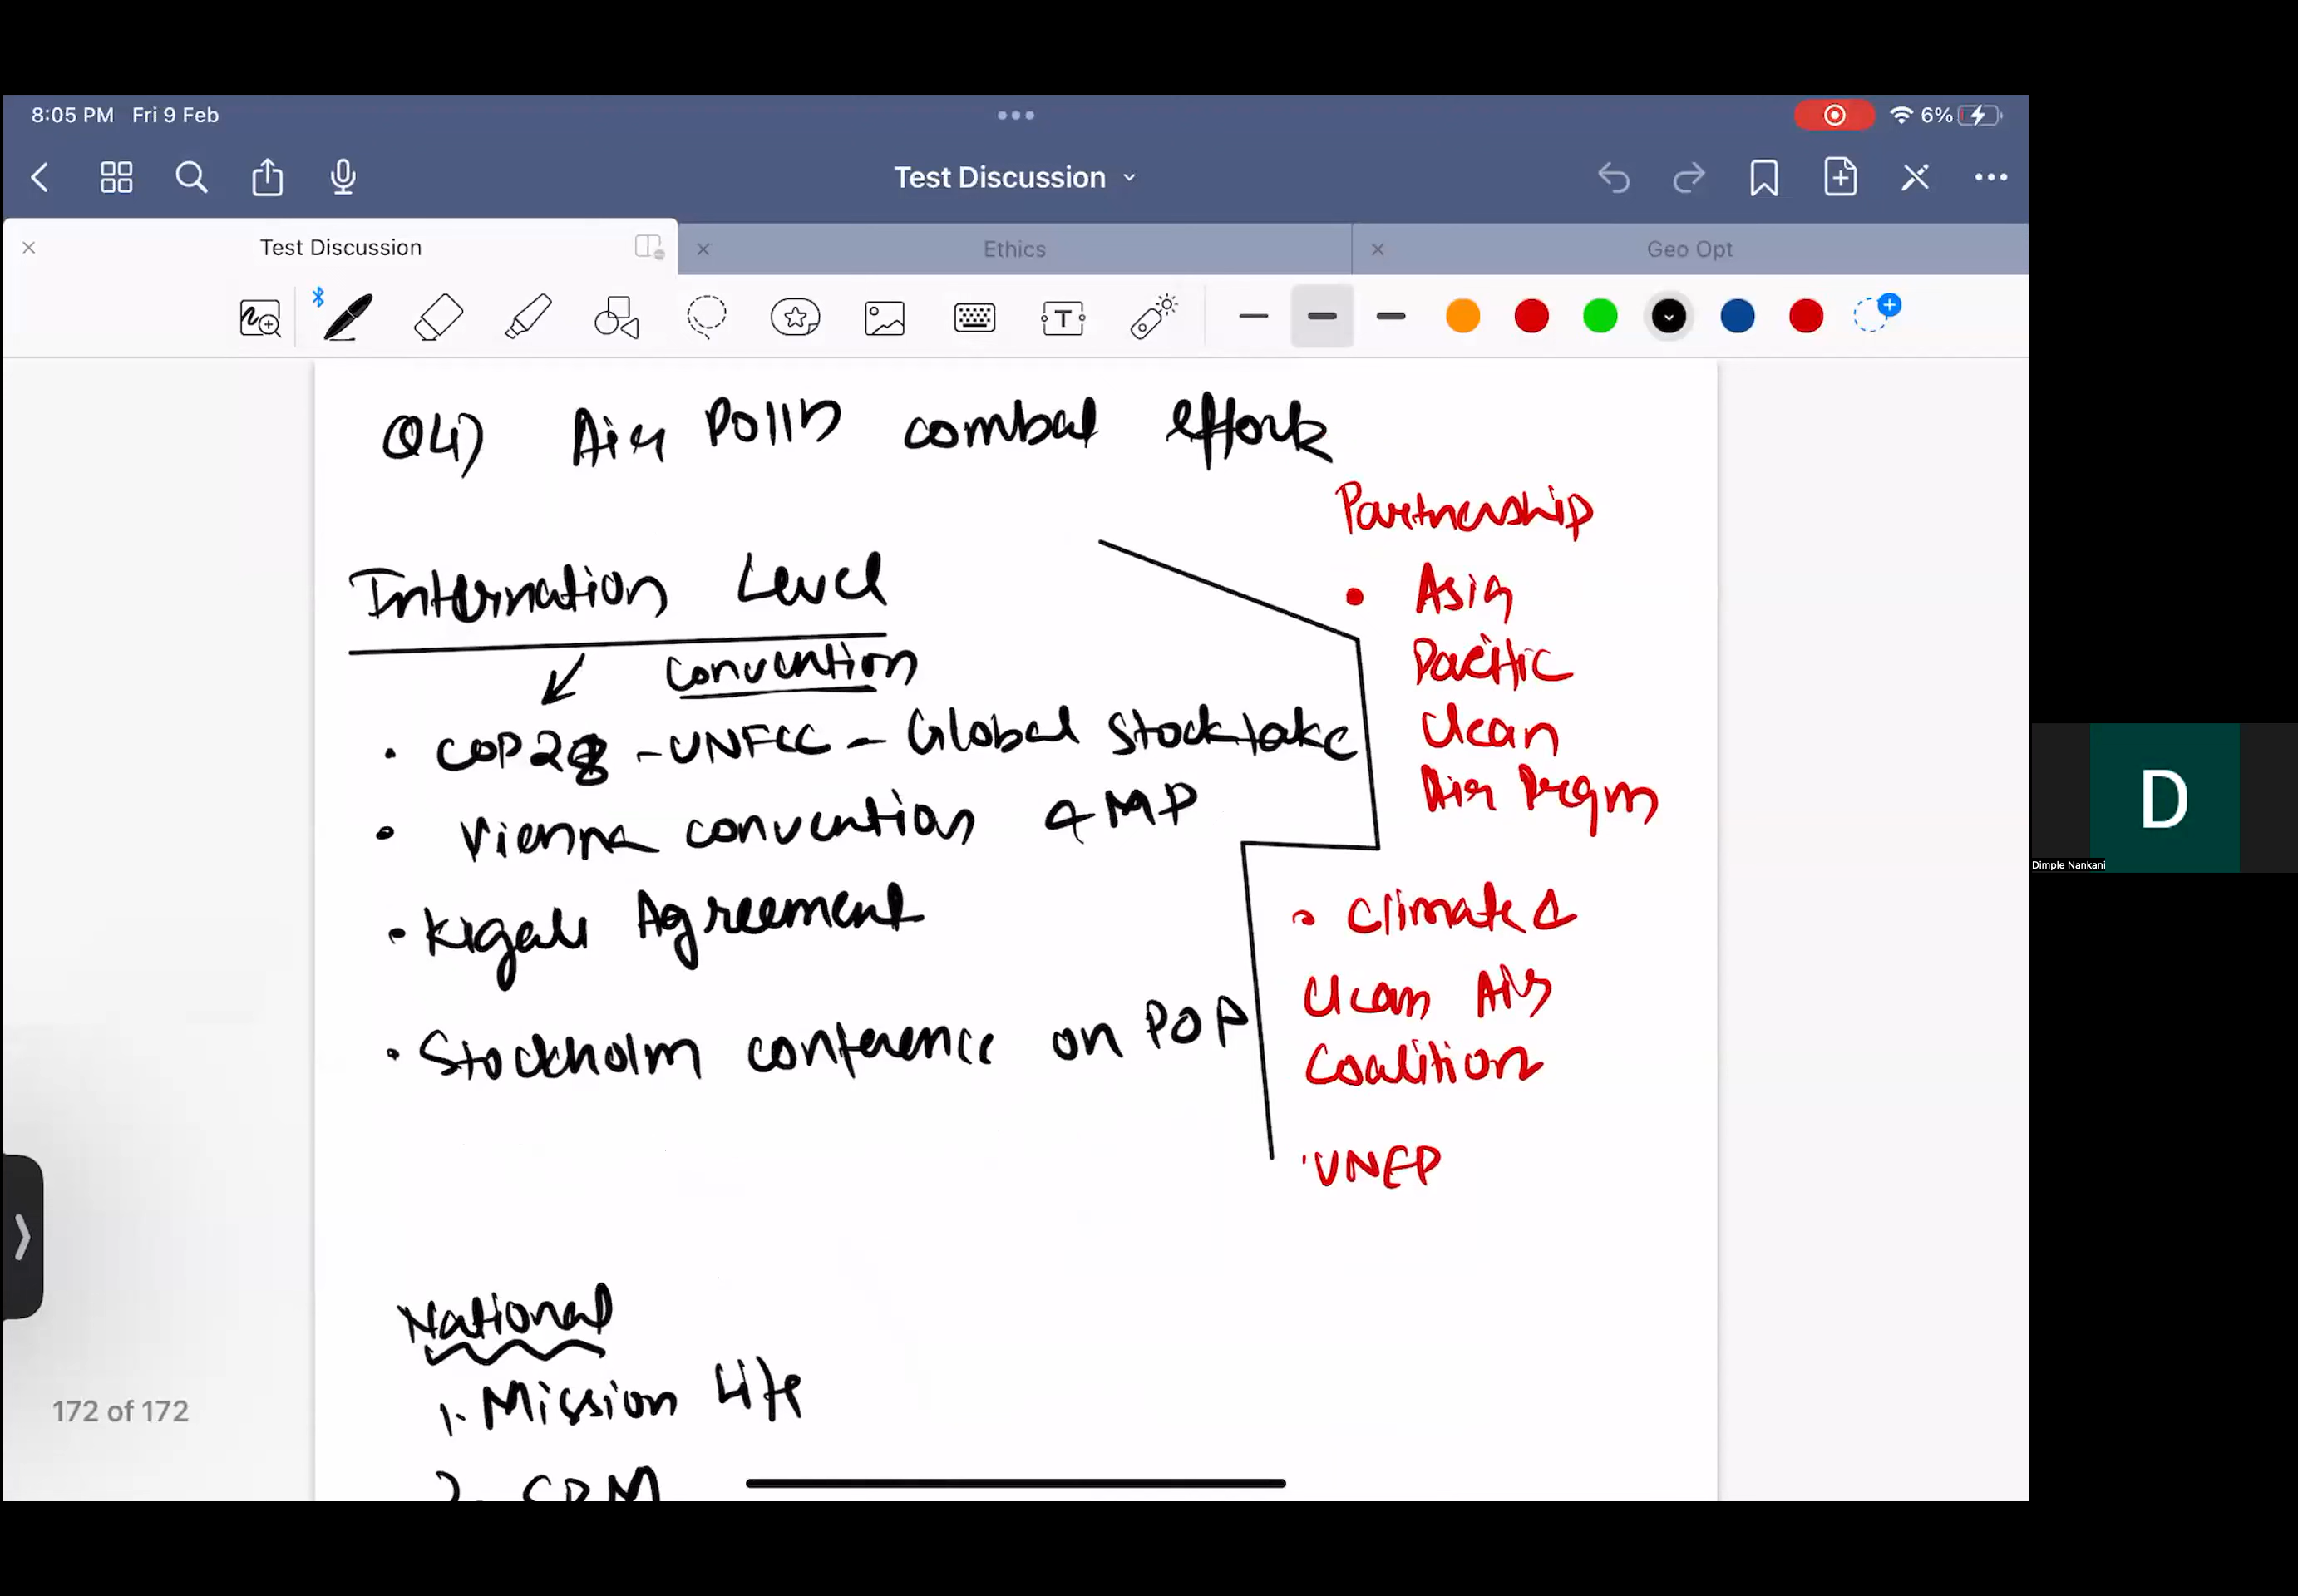 8:05 PM Fri 9 Feb
6%
Test Discussion
Test Discussion
Ethics
Geo Opt
T
Q4) Air Polln combat efforts
Internation Level
Convention
• COP28 - UNFCC - Global Stocktake
• Vienna convention & MP
• Kigali Agreement
• Stockholm conference on POP
Partnership
• Asia
Pacific
Clean
Air Prgm
• Climate &
Clean Air
Coalition
• UNEP
National
1. Mission Life
172 of 172
D
Dimple Nankani